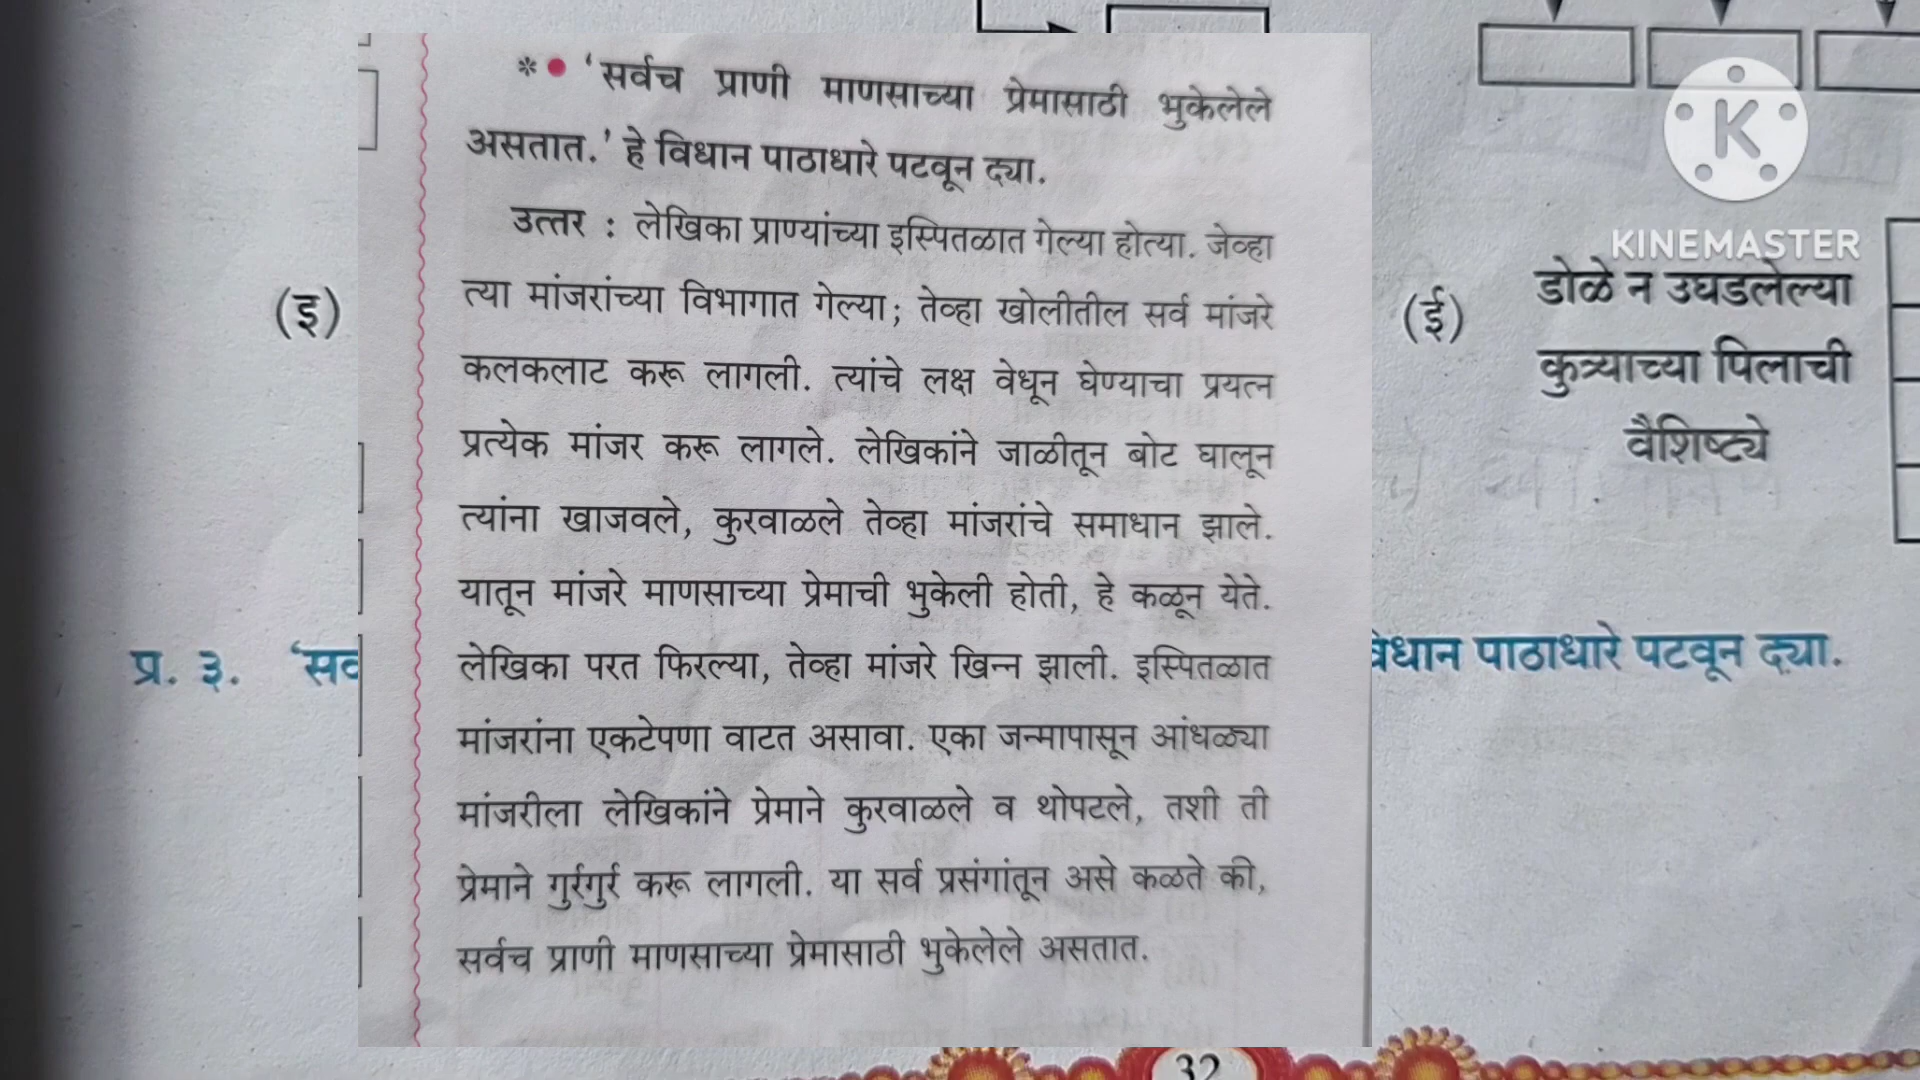 * • ‘सर्वच प्राणी माणसाच्या प्रेमासाठी भुकेलेले
असतात.’ हे विधान पाठाधारे पटवून द्या.
उत्तर : लेखिका प्राण्यांच्या इस्पितळात गेल्या होत्या. जेव्हा
त्या मांजरांच्या विभागात गेल्या; तेव्हा खोलीतील सर्व मांजरे
कलकलाट करू लागली. त्यांचे लक्ष वेधून घेण्याचा प्रयत्न
प्रत्येक मांजर करू लागले. लेखिकांने जाळीतून बोट घालून
त्यांना खाजवले, कुरवाळले तेव्हा मांजरांचे समाधान झाले.
यातून मांजरे माणसाच्या प्रेमाची भुकेली होती, हे कळून येते.
लेखिका परत फिरल्या, तेव्हा मांजरे खिन्न झाली. इस्पितळात
मांजरांना एकटेपणा वाटत असावा. एका जन्मापासून आंधळ्या
मांजरीला लेखिकांने प्रेमाने कुरवाळले व थोपटले, तशी ती
प्रेमाने गुर्रगुर्र करू लागली. या सर्व प्रसंगांतून असे कळते की,
सर्वच प्राणी माणसाच्या प्रेमासाठी भुकेलेले असतात.
(इ)
प्र. ३. ‘सव
K
KINEMASTER
(ई) डोळे न उघडलेल्या
कुत्र्याच्या पिलाची
वैशिष्ट्ये
विधान पाठाधारे पटवून द्या.
32